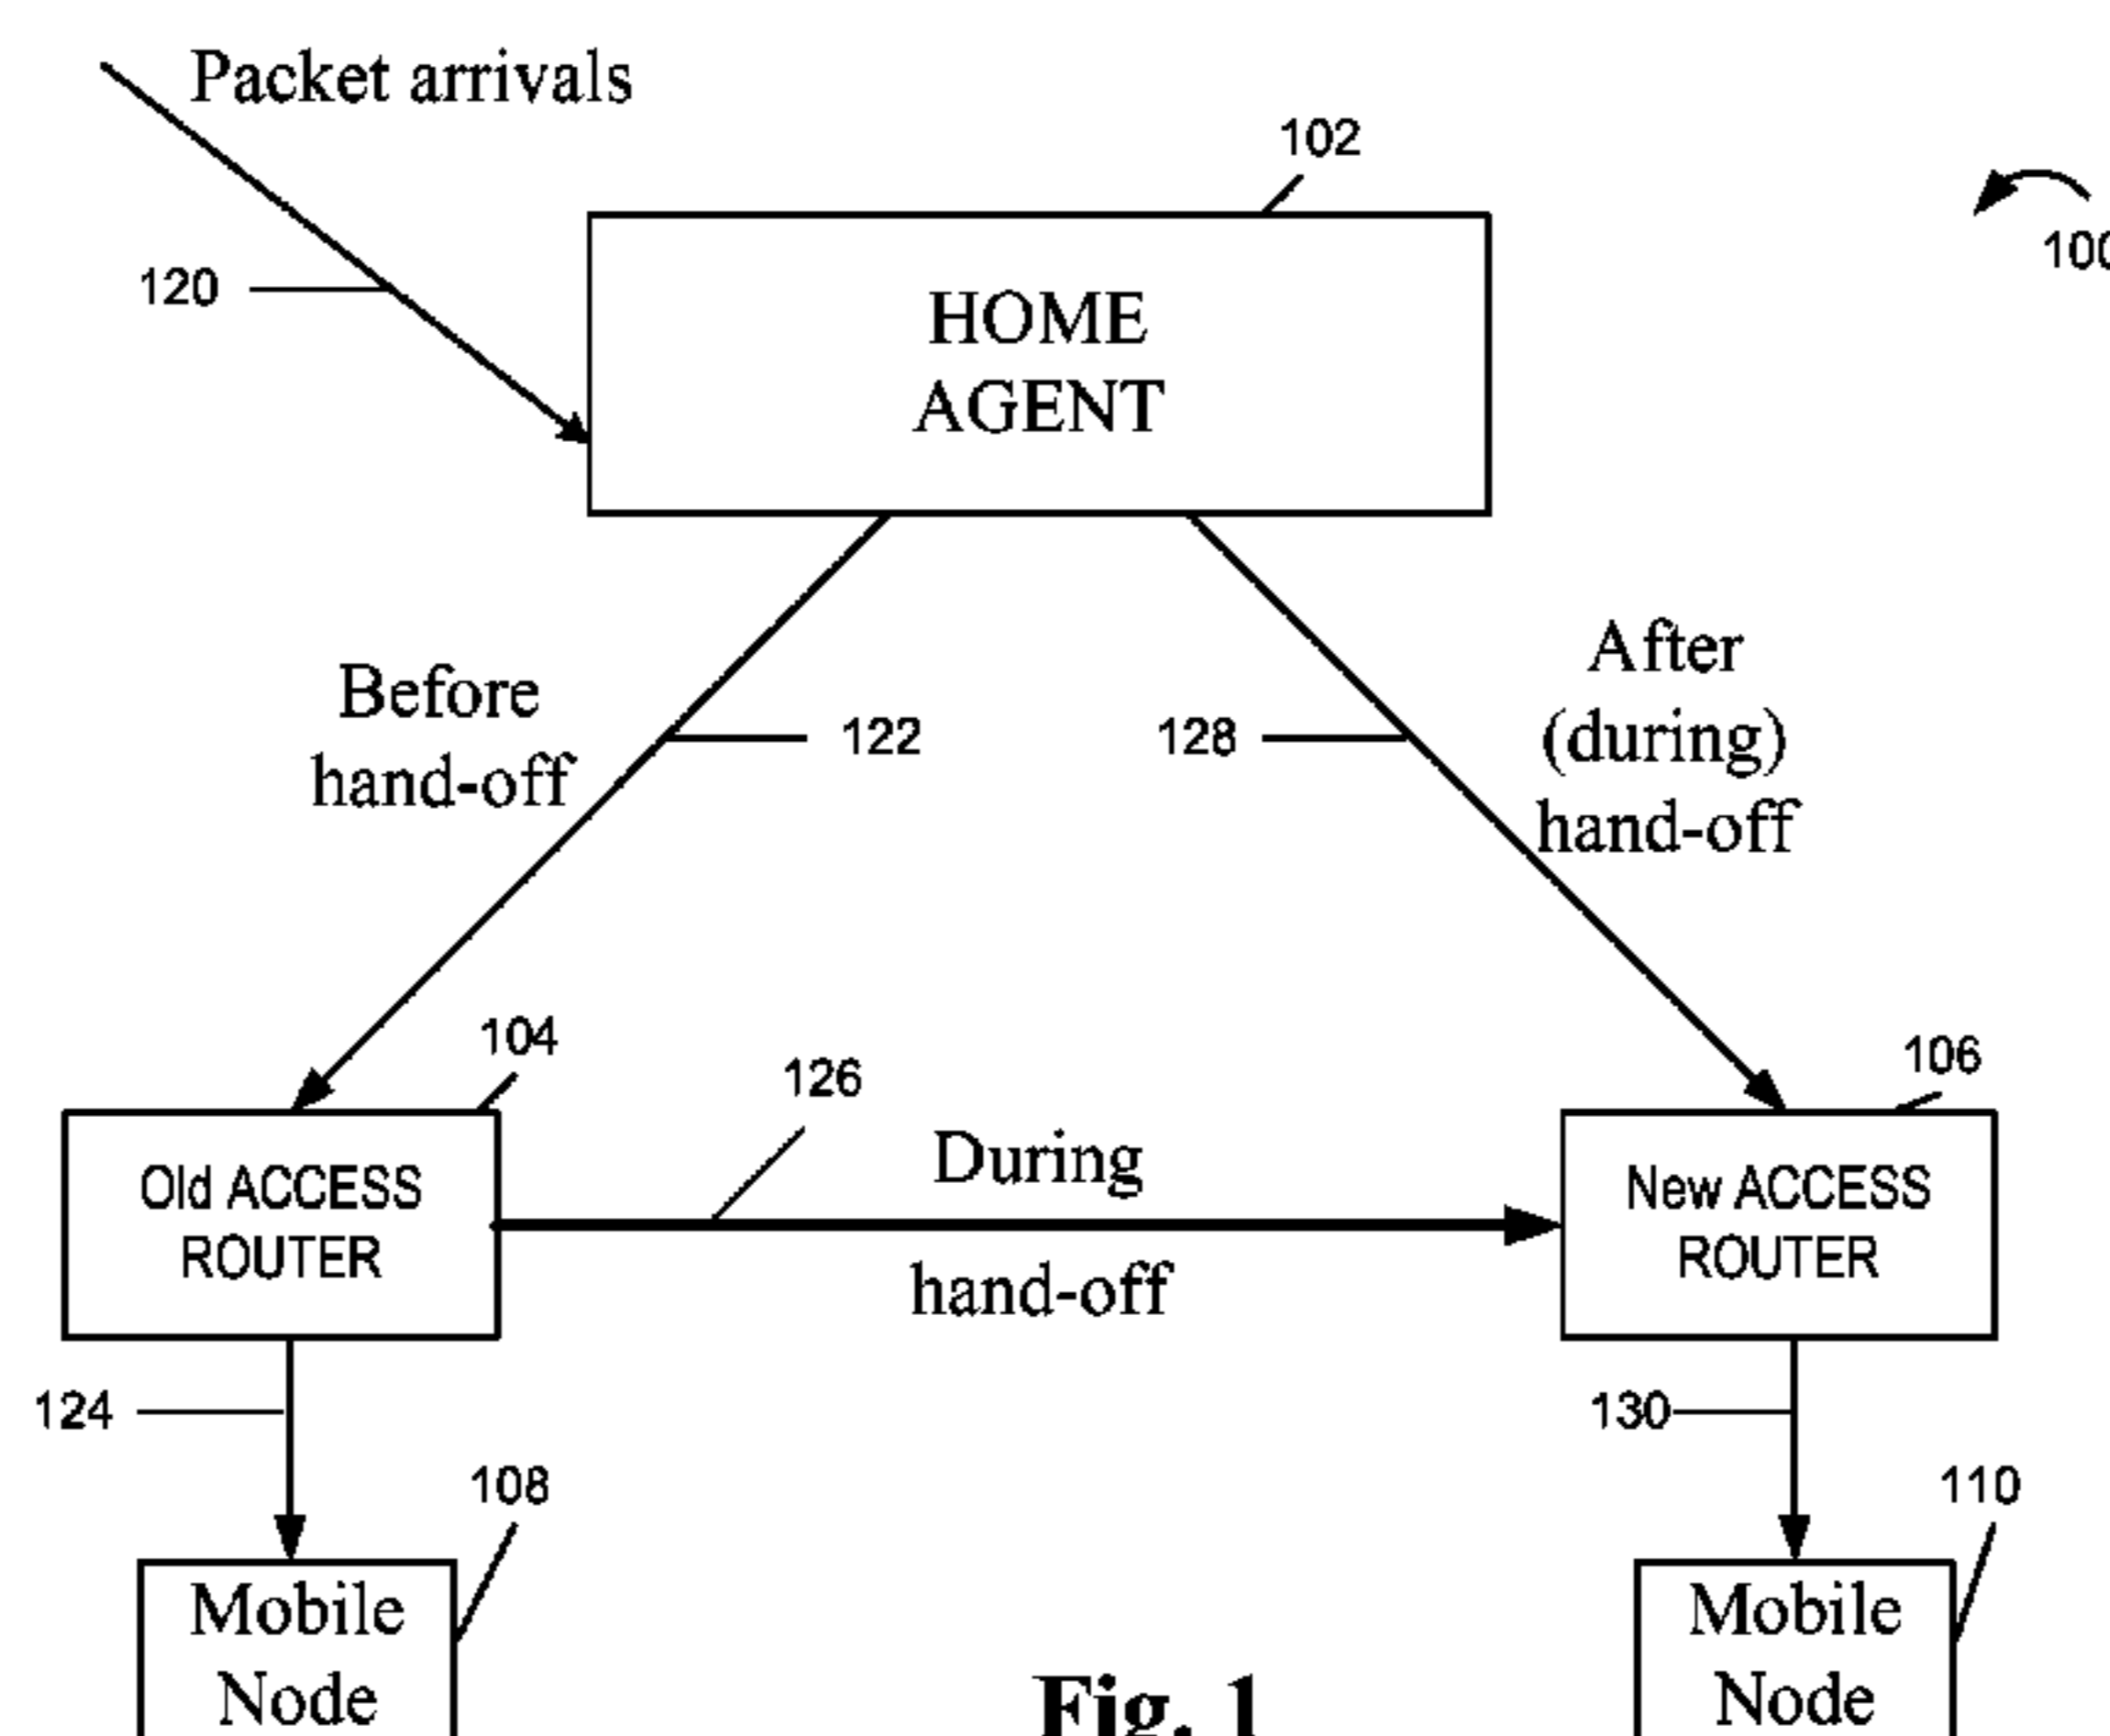 Packet arrivals
102
100
120
HOME
AGENT
Before
hand-off
122
128
After
(during)
hand-off
104
126
106
Old ACCESS
ROUTER
During
hand-off
New ACCESS
ROUTER
124
130
108
110
Mobile
Node
Mobile
Node
Fig. 1